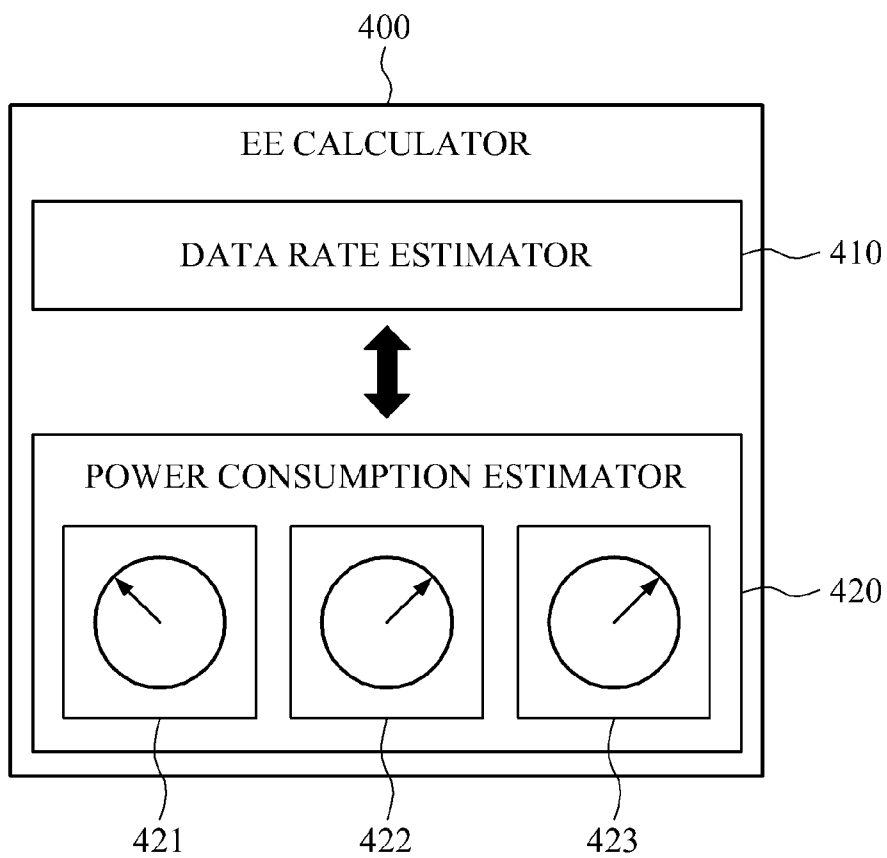 400
EE CALCULATOR
DATA RATE ESTIMATOR
410
POWER CONSUMPTION ESTIMATOR
420
421
422
423